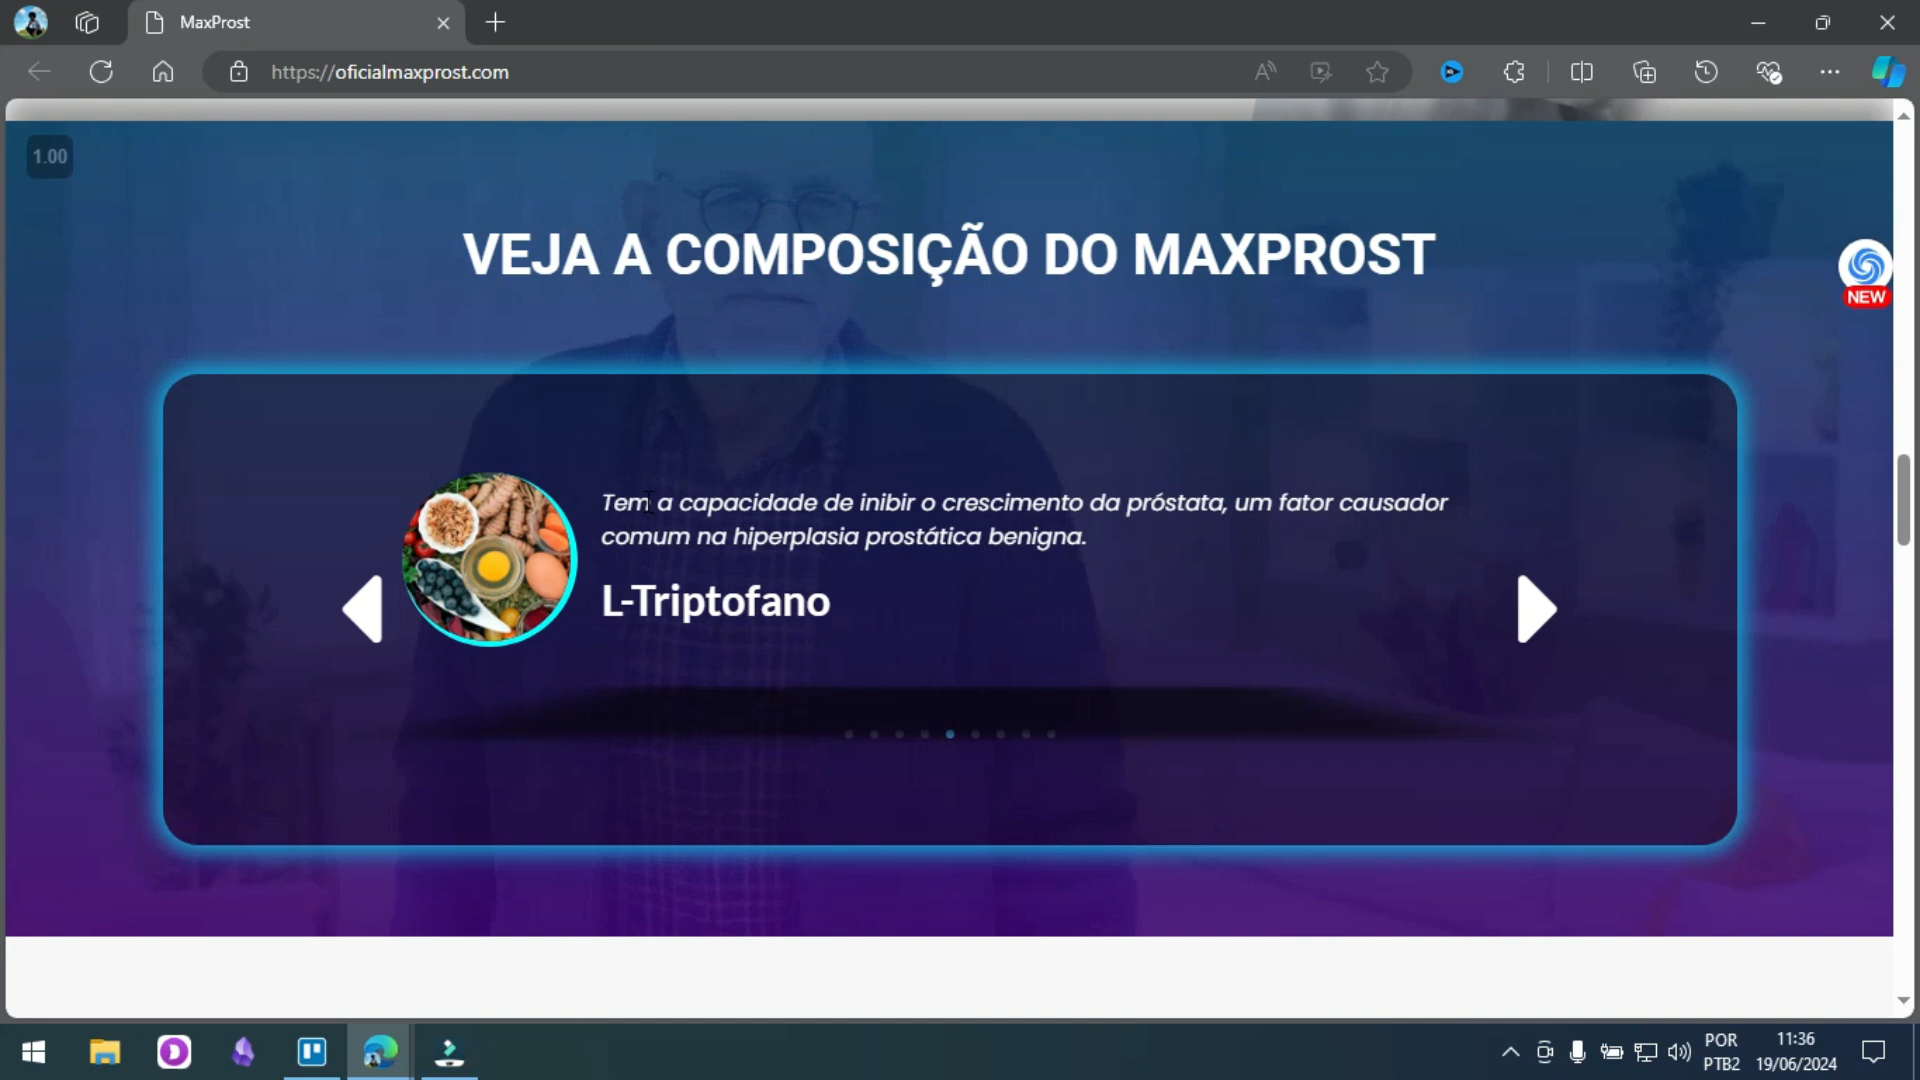 MaxProst
https://oficialmaxprost.com
1.00
VEJA A COMPOSIÇÃO DO MAXPROST
NEW
Tem a capacidade de inibir o crescimento da próstata, um fator causador
comum na hiperplasia prostática benigna.
L-Triptofano
POR
PTB2
11:36
19/06/2024